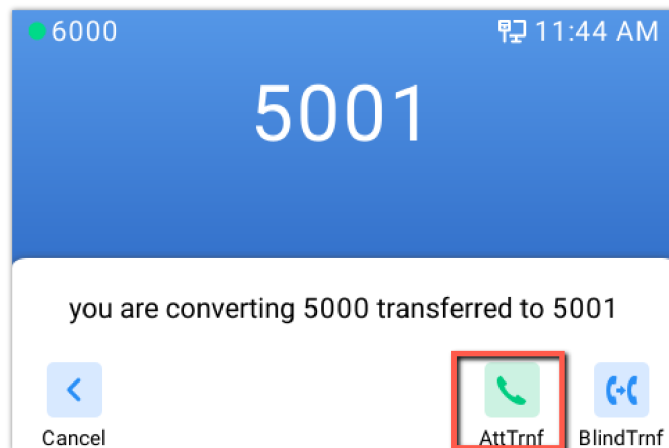 6000 11:44 AM
5001
you are converting 5000 transferred to 5001
Cancel AttTrnf BlindTrnf